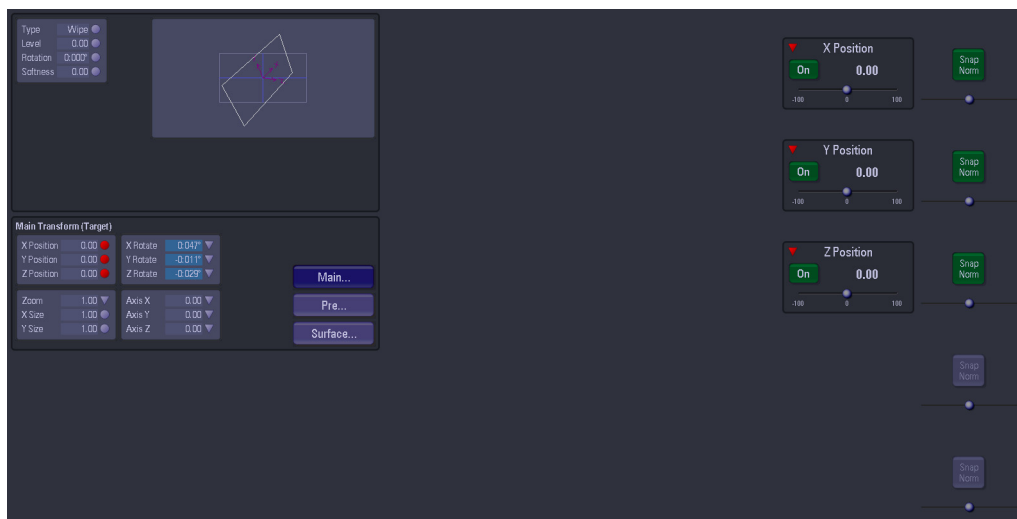 Type Wipe
Level 0.00
Rotation 0:000°
Softness 0.00
Main Transform (Target)
X Position 0.00 X Rotate 0:047°
Y Position 0.00 Y Rotate -0:011°
Z Position 0.00 Z Rotate -0:029°
Zoom 1.00 Axis X 0.00
X Size 1.00 Axis Y 0.00
Y Size 1.00 Axis Z 0.00
Main...
Pre...
Surface...
X Position
On 0.00
-100 0 100
Snap
Norm
Y Position
On 0.00
-100 0 100
Snap
Norm
Z Position
On 0.00
-100 0 100
Snap
Norm
Snap
Norm
Snap
Norm